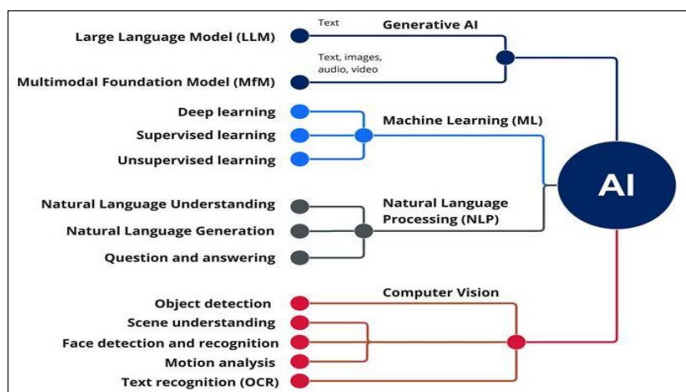 Text
Generative AI
Large Language Model (LLM)
Text, images,
audio, video
Multimodal Foundation Model (MfM)
Deep learning
Machine Learning (ML)
Supervised learning
Unsupervised learning
AI
Natural Language Understanding
Natural Language
Processing (NLP)
Natural Language Generation
Question and answering
Computer Vision
Object detection
Scene understanding
Face detection and recognition
Motion analysis
Text recognition (OCR)